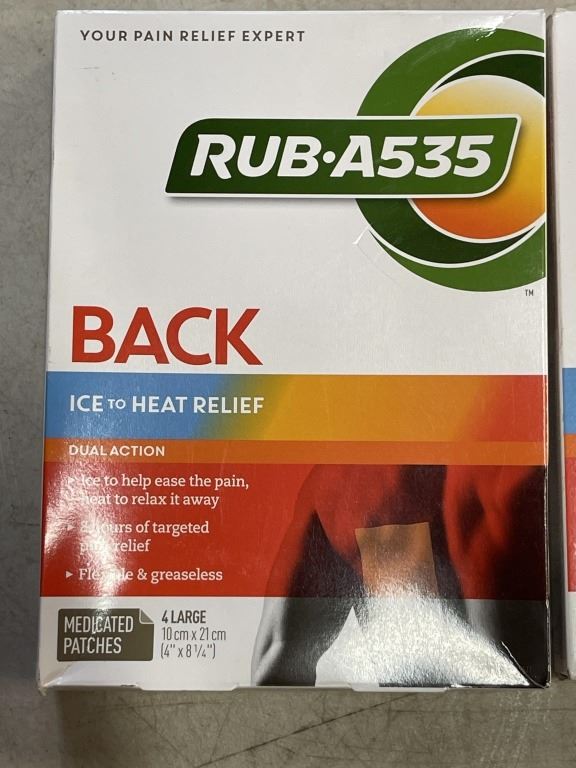 YOUR PAIN RELIEF EXPERT
RUB·A535
TM
BACK
ICE TO HEAT RELIEF
DUAL ACTION
▸ Ice to help ease the pain,
heat to relax it away
▸ hours of targeted
relief
▸ Flexible & greaseless
MEDICATED
PATCHES
4 LARGE
10 cm x 21 cm
(4" x 8 1/4")